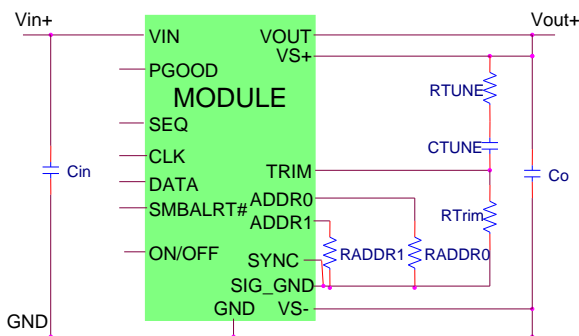 Vin+
Vout+
VIN
VOUT
VS+
PGOOD
RTUNE
MODULE
SEQ
CTUNE
CLK
TRIM
Cin
Co
DATA
ADDR0
SMBALRT#
RTrim
ADDR1
ON/OFF
RADDR1
RADDR0
SYNC
SIG_GND
GND
GND
VS-